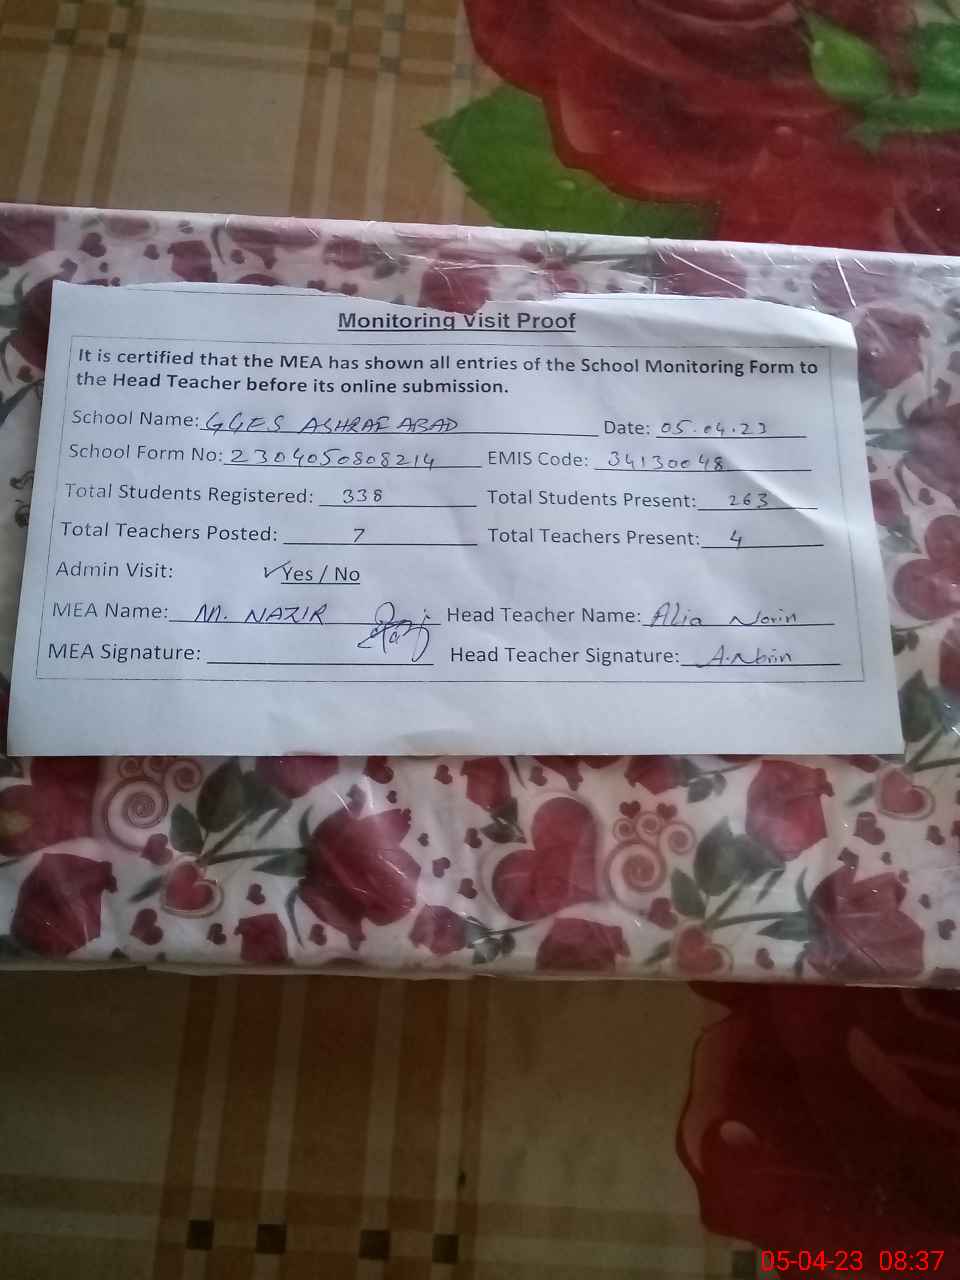 Monitoring Visit Proof
It is certified that the MEA has shown all entries of the School Monitoring Form to
the Head Teacher before its online submission.
School Name: GGES ASHRAF ABAD Date: 05.04.23
School Form No: 2304050808214 EMIS Code: 34130048
Total Students Registered: 338 Total Students Present: 263
Total Teachers Posted: 7 Total Teachers Present: 4
Admin Visit: ✓Yes / No
MEA Name: M. NAZIR Head Teacher Name: Alia Norin
MEA Signature: Head Teacher Signature: A.Norin
05-04-23 08:37